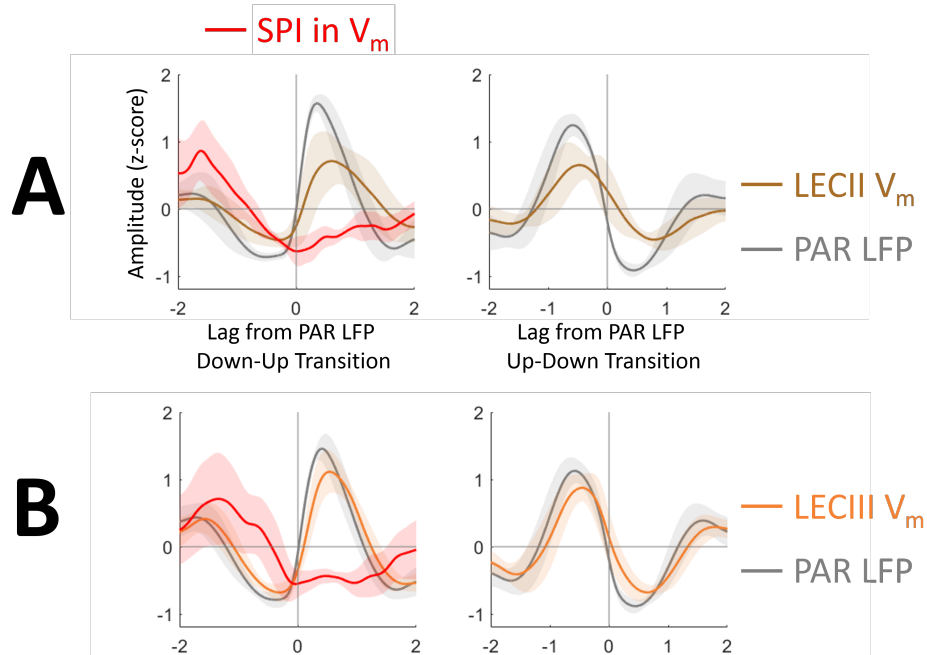 SPI in Vm
A
Amplitude (z-score)
2
1
0
-1
-2
0
2
Lag from PAR LFP
Down-Up Transition
2
1
0
-1
-2
-1
0
1
2
Lag from PAR LFP
Up-Down Transition
LECII Vm
PAR LFP
B
2
1
0
-1
-2
0
2
2
1
0
-1
-2
-1
0
1
2
LECIII Vm
PAR LFP